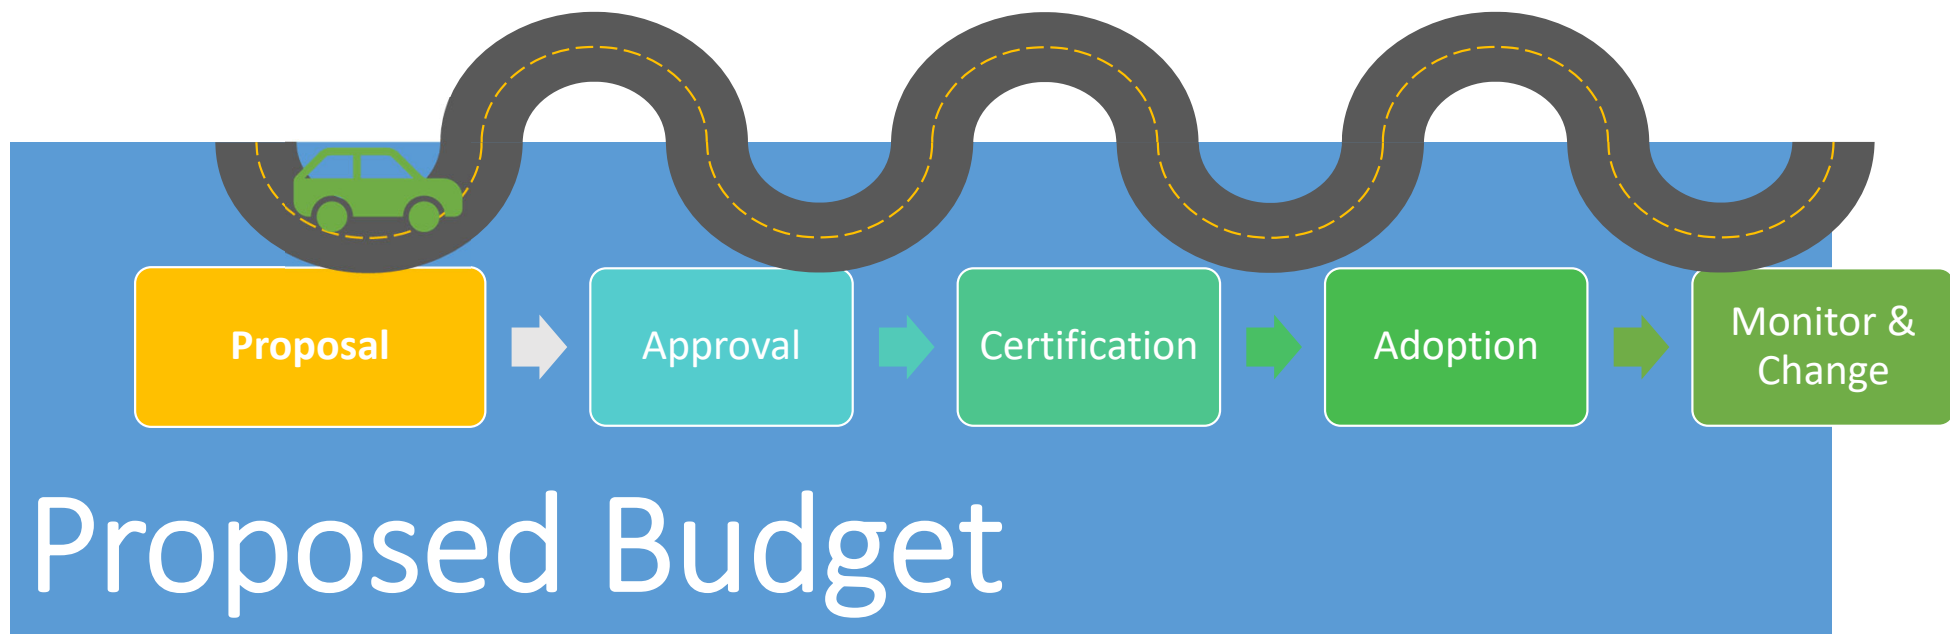 Proposal
Approval
Certification
Adoption
Monitor &
Change
Proposed Budget